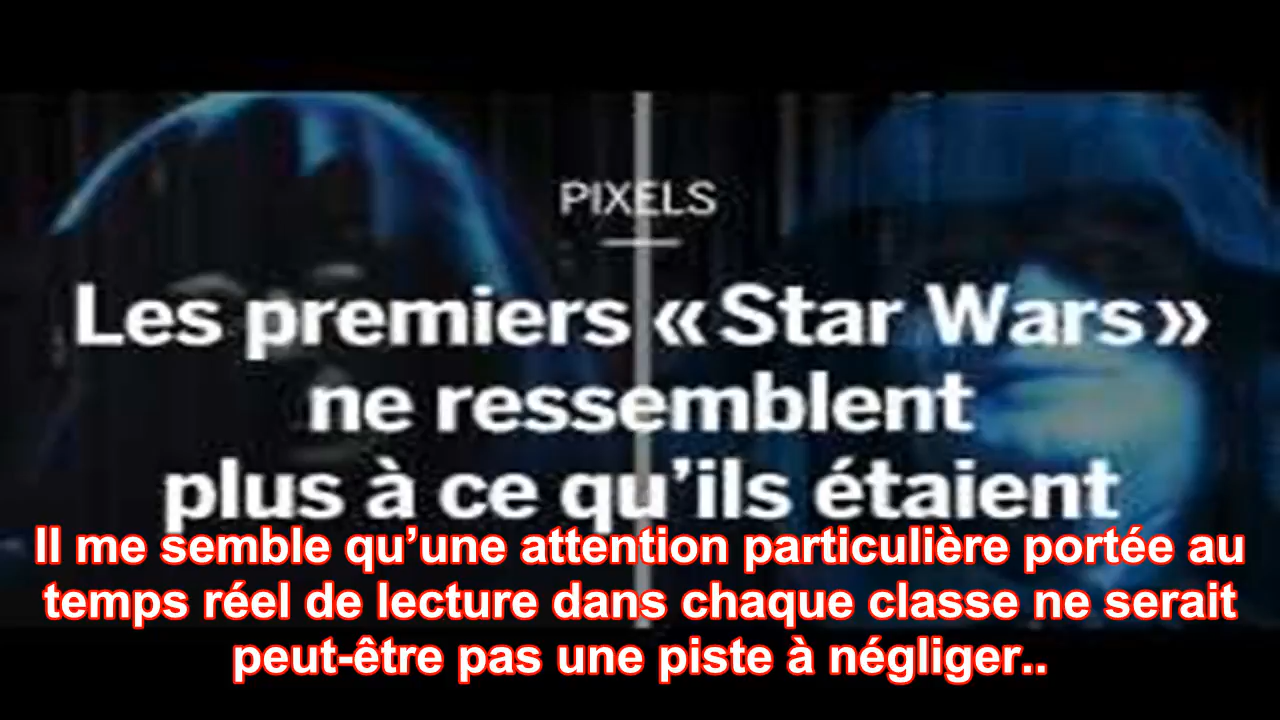 PIXELS
Les premiers « Star Wars »
ne ressemblent
plus à ce qu’ils étaient
Il me semble qu’une attention particulière portée au
temps réel de lecture dans chaque classe ne serait
peut-être pas une piste à négliger..